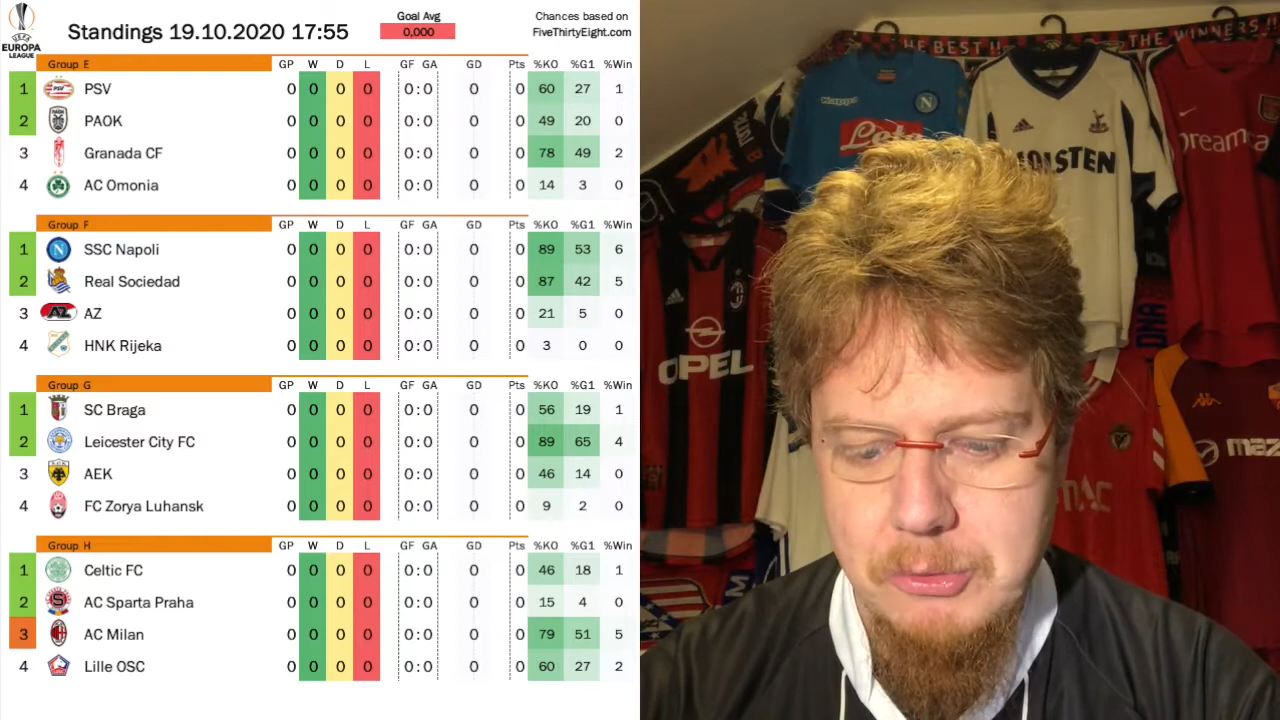 UEFA
EUROPA
LEAGUE
Standings 19.10.2020 17:55
Goal Avg
0,000
Chances based on
FiveThirtyEight.com
Group E GP W D L GF GA GD Pts %KO %G1 %Win
1 PSV 0 0 0 0 0:0 0 0 60 27 1
2 PAOK 0 0 0 0 0:0 0 0 49 20 0
3 Granada CF 0 0 0 0 0:0 0 0 78 49 2
4 AC Omonia 0 0 0 0 0:0 0 0 14 3 0
Group F GP W D L GF GA GD Pts %KO %G1 %Win
1 SSC Napoli 0 0 0 0 0:0 0 0 89 53 6
2 Real Sociedad 0 0 0 0 0:0 0 0 87 42 5
3 AZ AZ 0 0 0 0 0:0 0 0 21 5 0
4 HNK Rijeka 0 0 0 0 0:0 0 0 3 0 0
Group G GP W D L GF GA GD Pts %KO %G1 %Win
1 SC Braga 0 0 0 0 0:0 0 0 56 19 1
2 Leicester City FC 0 0 0 0 0:0 0 0 89 65 4
3 AEK 0 0 0 0 0:0 0 0 46 14 0
4 FC Zorya Luhansk 0 0 0 0 0:0 0 0 9 2 0
Group H GP W D L GF GA GD Pts %KO %G1 %Win
1 Celtic FC 0 0 0 0 0:0 0 0 46 18 1
2 AC Sparta Praha 0 0 0 0 0:0 0 0 15 4 0
3 AC Milan 0 0 0 0 0:0 0 0 79 51 5
4 Lille OSC 0 0 0 0 0:0 0 0 60 27 2
THE BEST
THE WINNERS
Kappa
N
HOLSTEN
OPEL
DNA